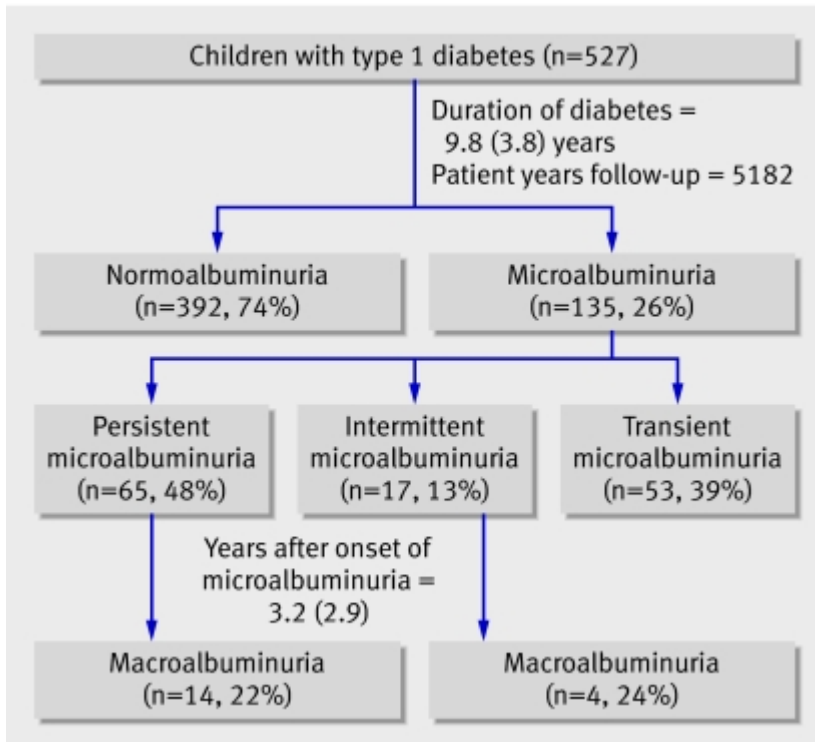 Children with type 1 diabetes (n=527)
Duration of diabetes =
9.8 (3.8) years
Patient years follow-up = 5182
Normoalbuminuria
(n=392, 74%)
Microalbuminuria
(n=135, 26%)
Persistent
microalbuminuria
(n=65, 48%)
Intermittent
microalbuminuria
(n=17, 13%)
Transient
microalbuminuria
(n=53, 39%)
Years after onset of
microalbuminuria =
3.2 (2.9)
Macroalbuminuria
(n=14, 22%)
Macroalbuminuria
(n=4, 24%)